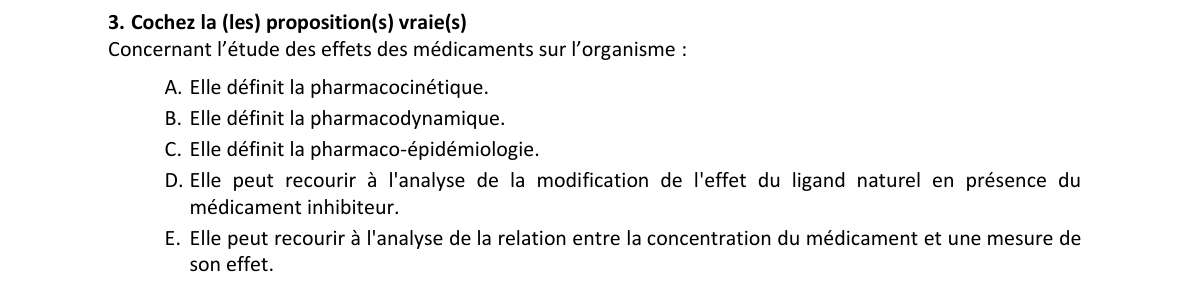 3. Cochez la (les) proposition(s) vraie(s)
Concernant l’étude des effets des médicaments sur l’organisme :
A. Elle définit la pharmacocinétique.
B. Elle définit la pharmacodynamique.
C. Elle définit la pharmaco-épidémiologie.
D. Elle peut recourir à l'analyse de la modification de l'effet du ligand naturel en présence du
médicament inhibiteur.
E. Elle peut recourir à l'analyse de la relation entre la concentration du médicament et une mesure de
son effet.